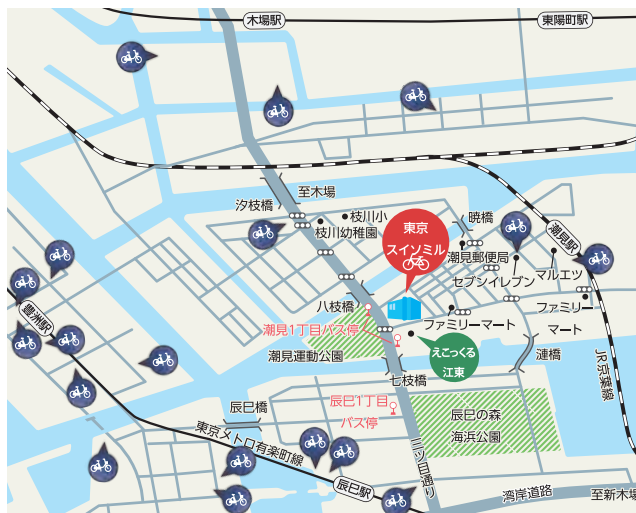 木場駅
東陽町駅
至木場
汐枝橋
枝川小
枝川幼稚園
東京
スイソミル
暁橋
潮見駅
潮見郵便局
セブンイレブン
マルエツ
八枝橋
ファミリー
マート
ファミリーマート
潮見1丁目バス停
潮見運動公園
えこっくる
江東
漣橋
豊洲駅
七枝橋
JR京葉線
辰巳1丁目
バス停
辰巳橋
辰巳の森
海浜公園
東京メトロ有楽町線
三ツ目通り
辰巳駅
湾岸道路
至新木場